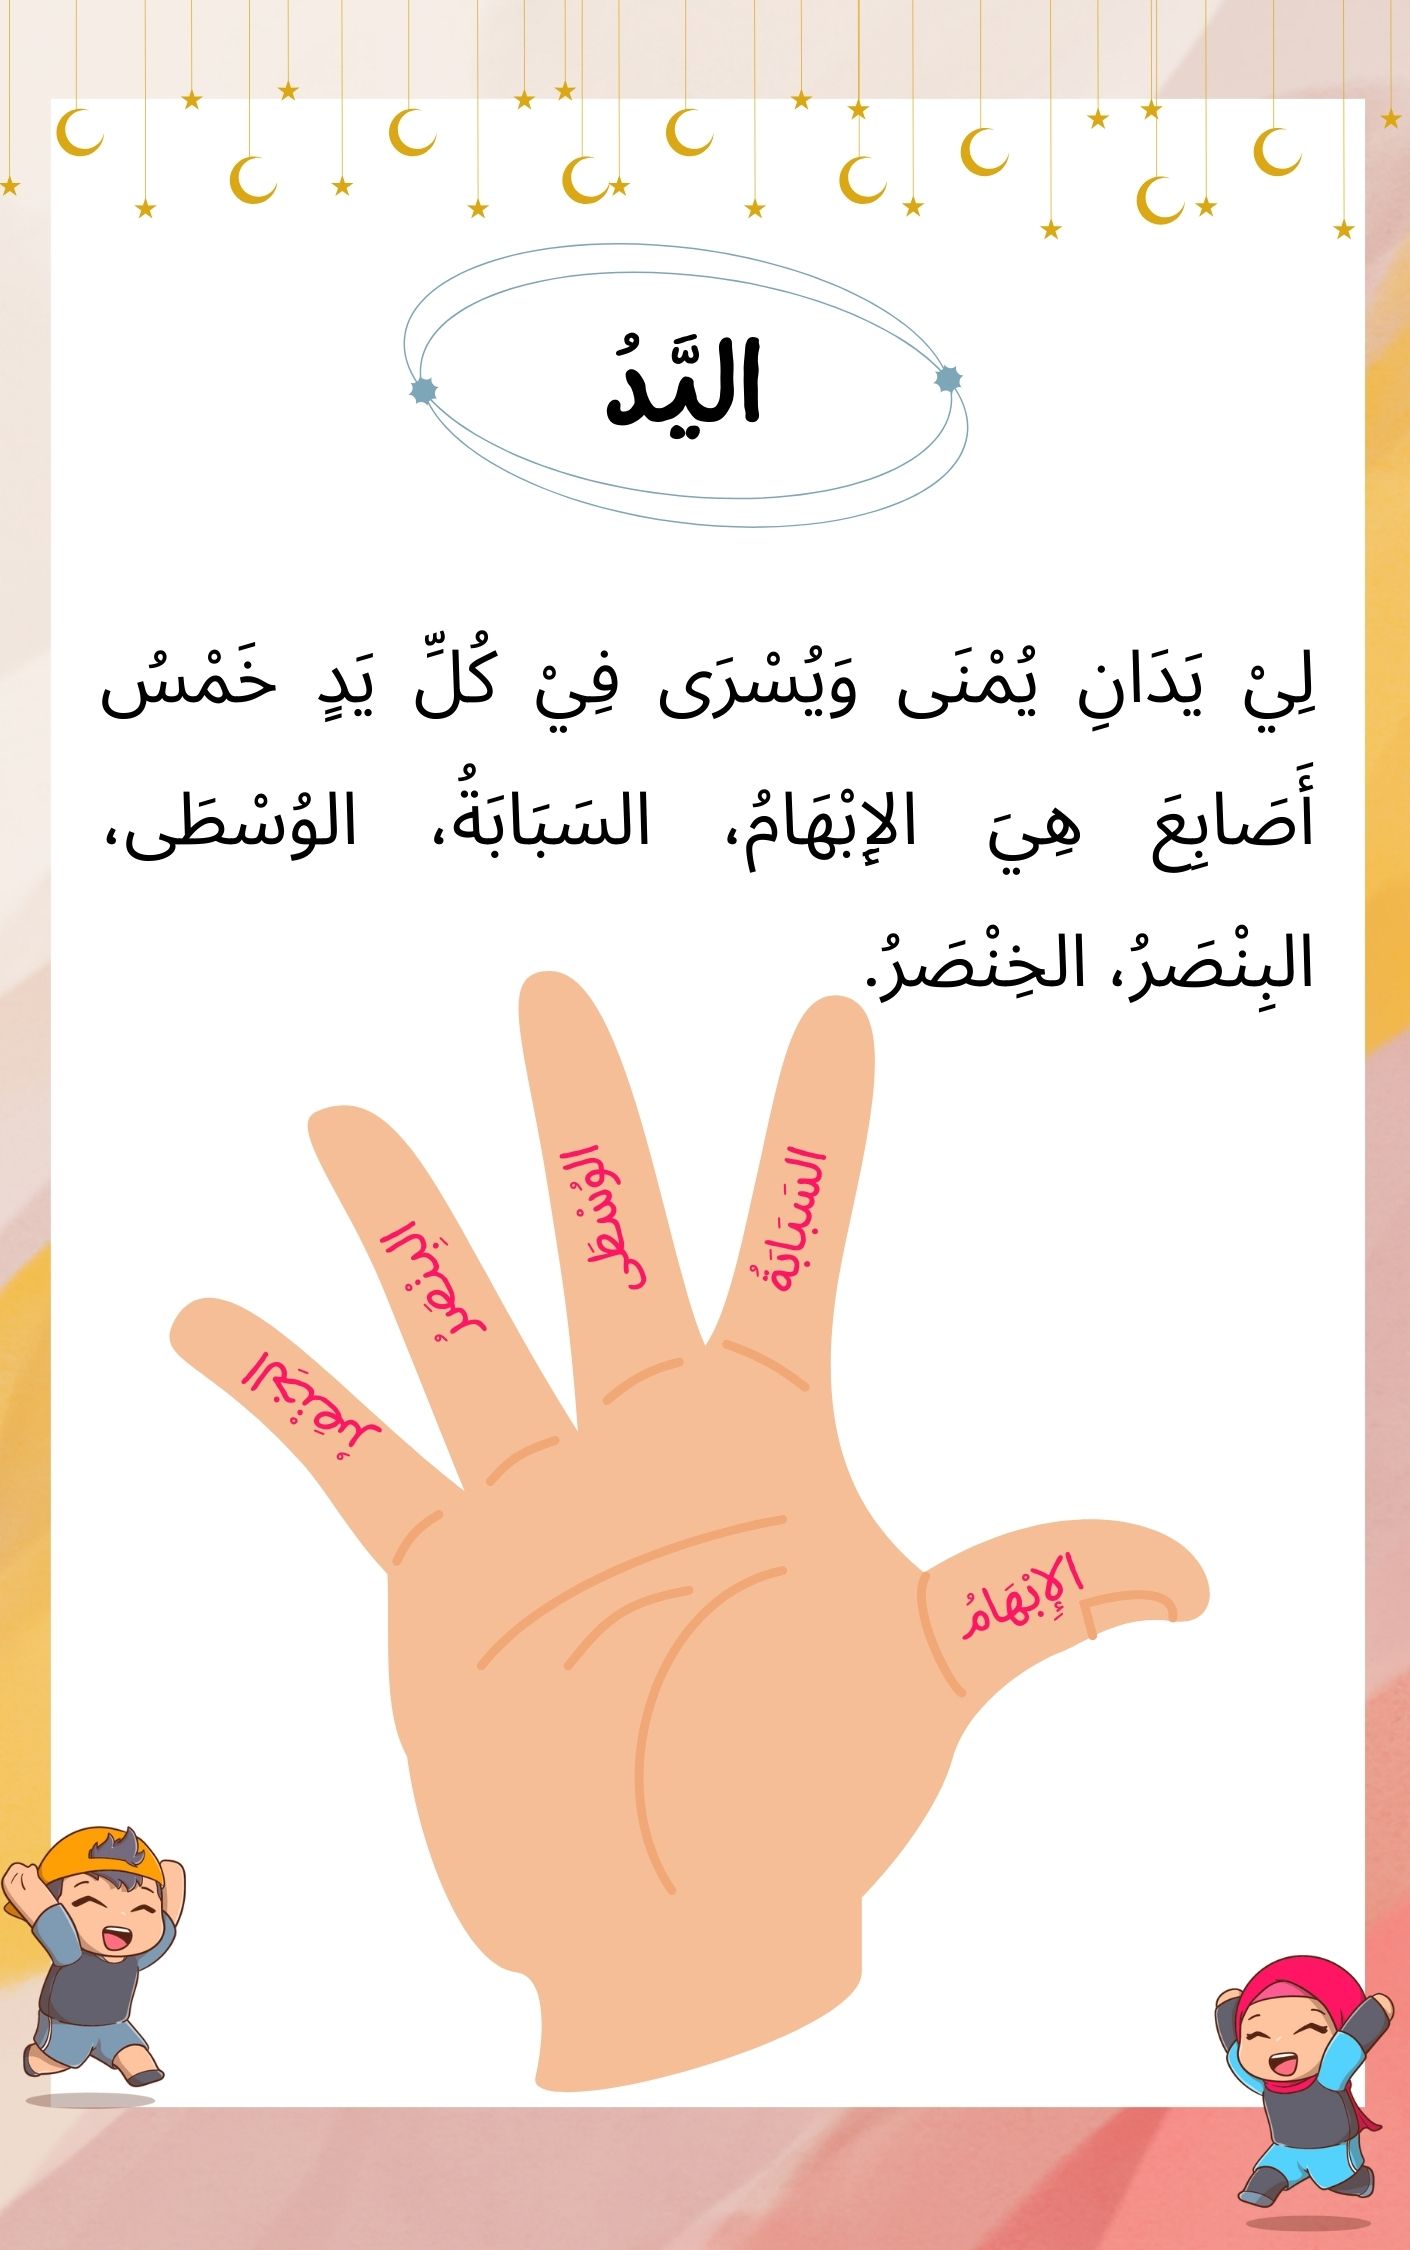 اليَّدُ
لِيْ يَدَانِ يُمْنَى وَيُسْرَى فِيْ كُلِّ يَدٍ خَمْسُ
أَصَابِعَ هِيَ الإِبْهَامُ، السَبَابَةُ، الوُسْطَى،
البِنْصَرُ، الخِنْصَرُ.
السَبَابَةُ
الوُسْطَى
البِنْصَرُ
الخِنْصَرُ
الإِبْهَامُ